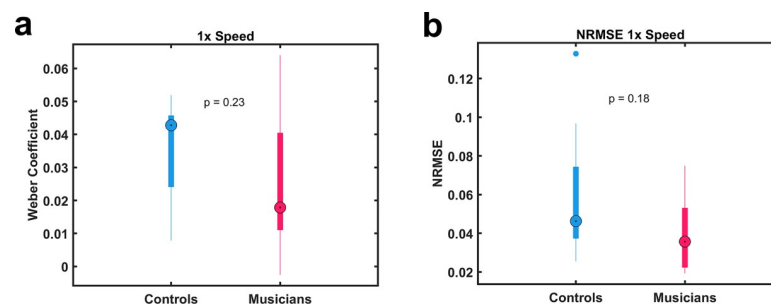 a
1x Speed
Weber Coefficient
0.06
0.05
0.04
0.03
0.02
0.01
0
p = 0.23
Controls
Musicians
b
NRMSE 1x Speed
NRMSE
0.12
0.1
0.08
0.06
0.04
0.02
p = 0.18
Controls
Musicians